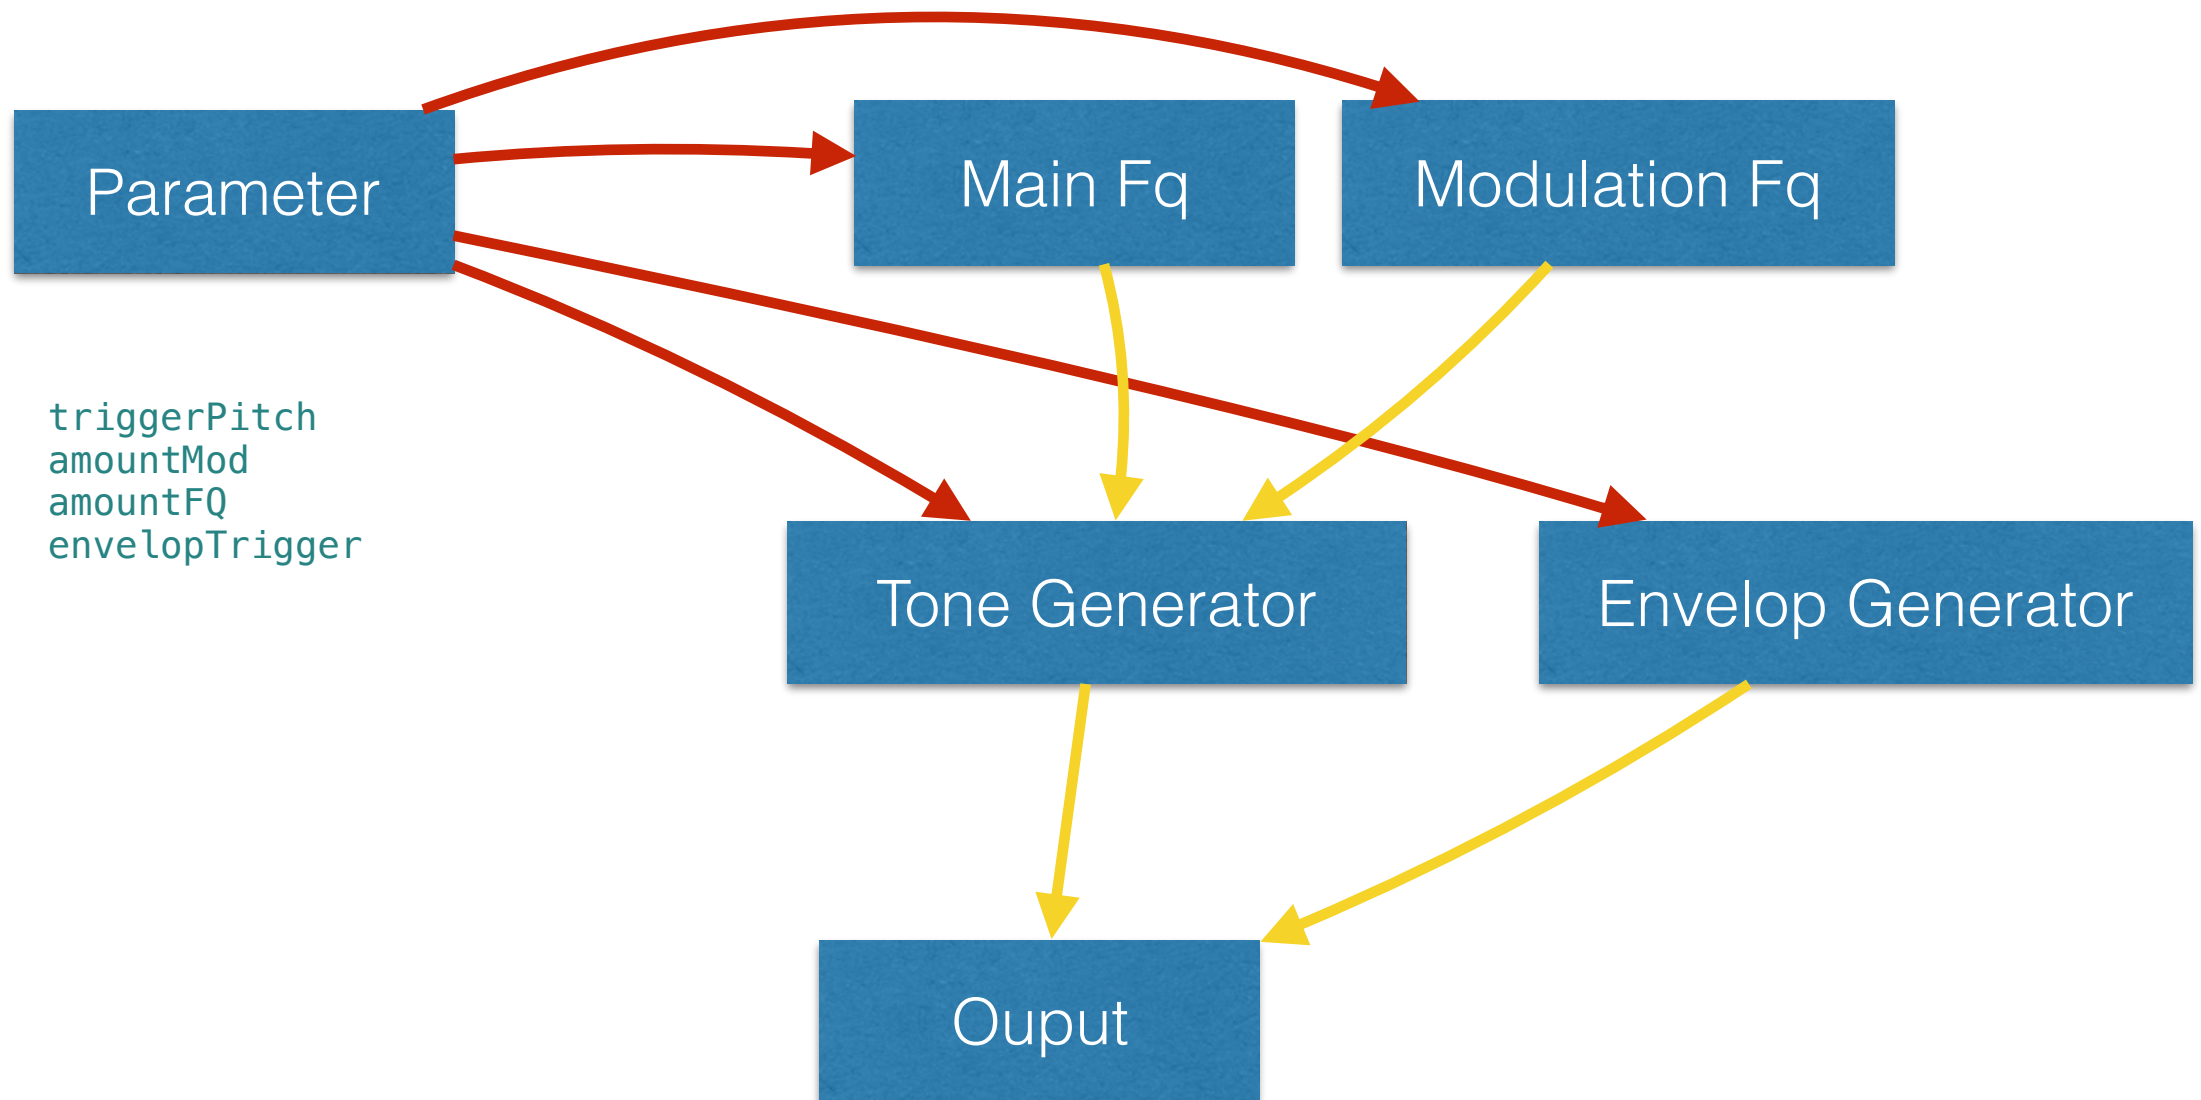 Parameter
Main Fq
Modulation Fq
triggerPitch
amountMod
amountFQ
envelopTrigger
Tone Generator
Envelop Generator
Ouput